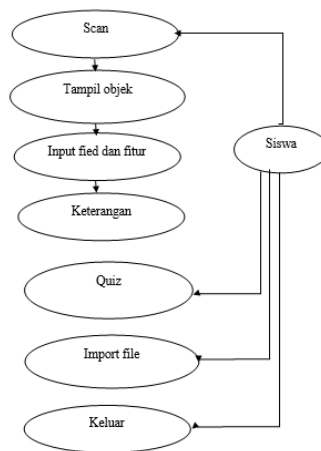 Scan
Tampil objek
Input fied dan fitur
Siswa
Keterangan
Quiz
Import file
Keluar